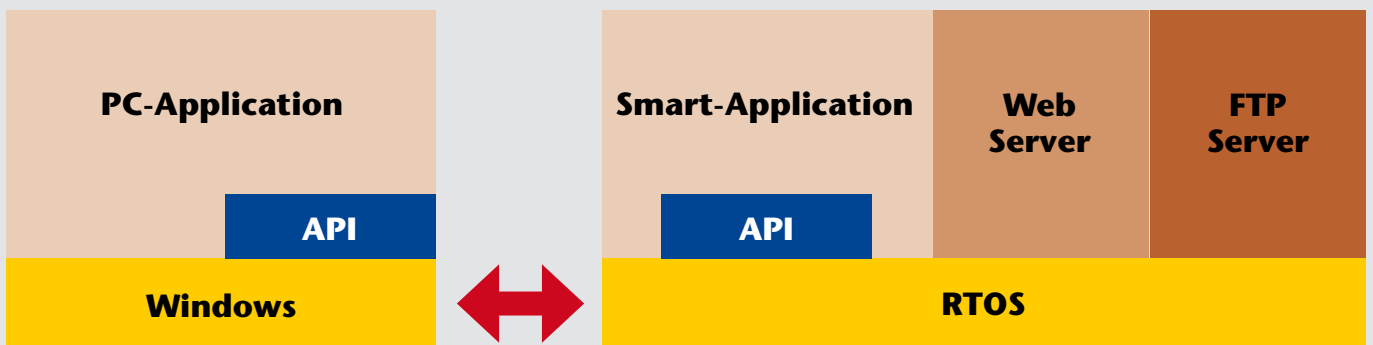 PC-Application
API
Windows
Smart-Application
API
Web
Server
FTP
Server
RTOS